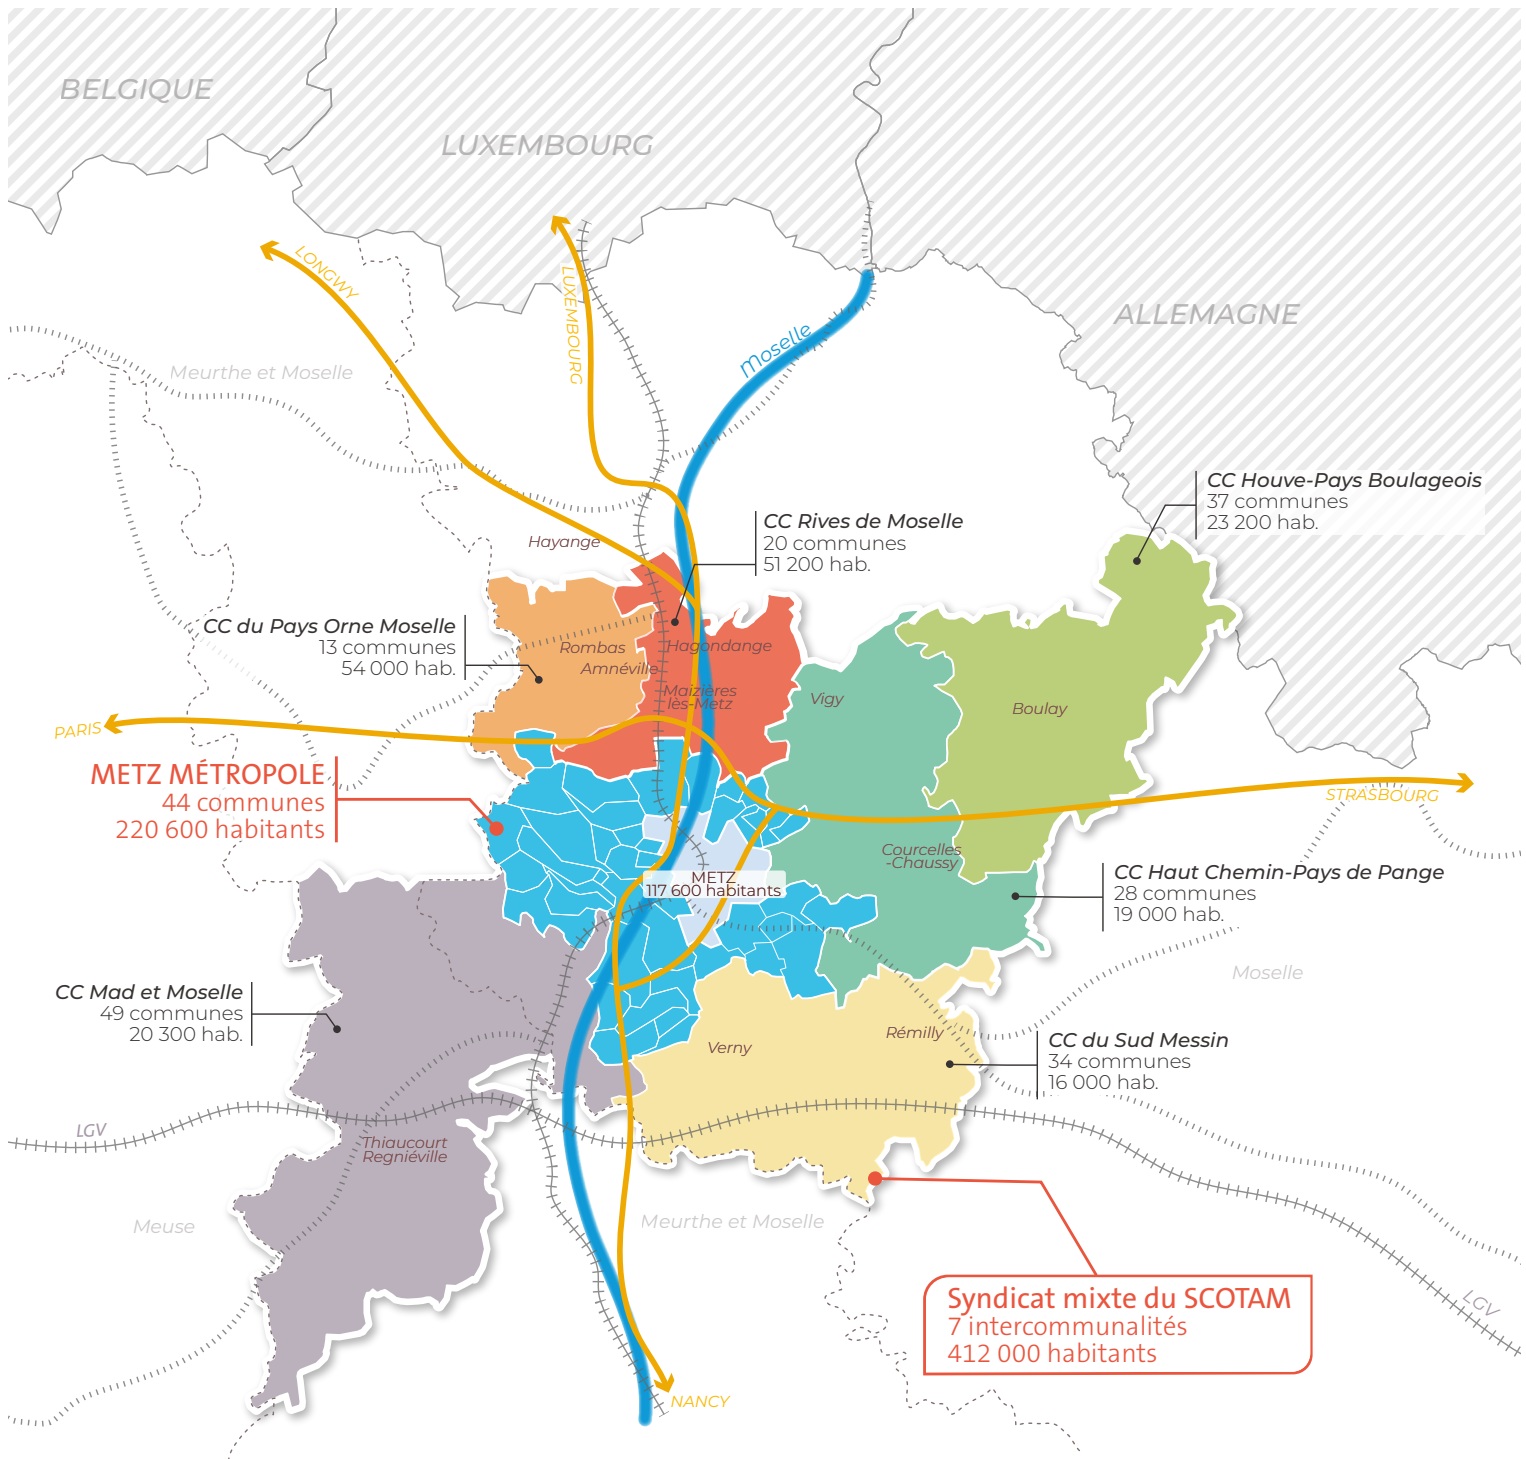 BELGIQUE
LUXEMBOURG
ALLEMAGNE
LONGWY
LUXEMBOURG
Moselle
Meurthe et Moselle
CC Houve-Pays Boulageois
37 communes
23 200 hab.
CC Rives de Moselle
20 communes
51 200 hab.
Hayange
CC du Pays Orne Moselle
13 communes
54 000 hab.
Rombas
Amnéville
Hagondange
Maizières
lès-Metz
Vigy
Boulay
PARIS
METZ MÉTROPOLE
44 communes
220 600 habitants
STRASBOURG
Courcelles
-Chaussy
METZ
117 600 habitants
CC Haut Chemin-Pays de Pange
28 communes
19 000 hab.
Moselle
CC Mad et Moselle
49 communes
20 300 hab.
Rémilly
Verny
CC du Sud Messin
34 communes
16 000 hab.
LGV
Thiaucourt
Regniéville
Meuse
Meurthe et Moselle
Syndicat mixte du SCOTAM
7 intercommunalités
412 000 habitants
LGV
NANCY